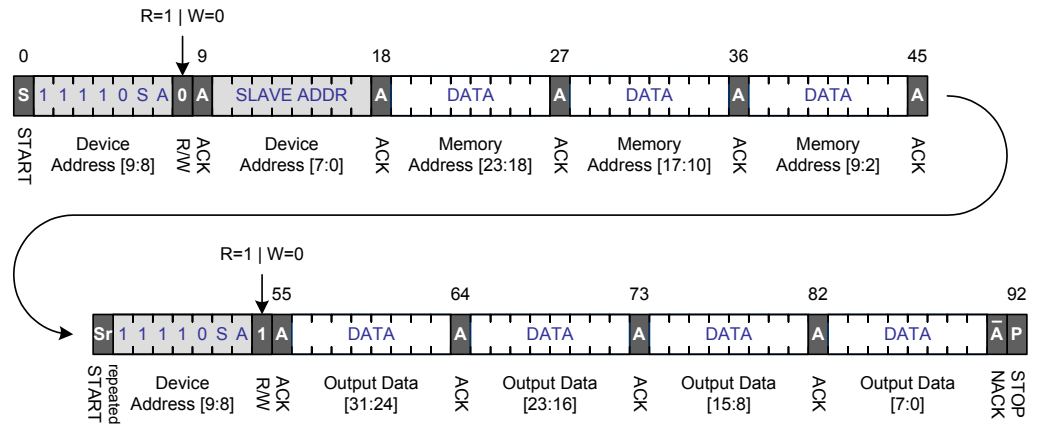 R=1 | W=0
0 9 18 27 36 45
S 1 1 1 1 0 S A 0 A SLAVE ADDR A DATA A DATA A DATA A
START Device Address [9:8] R/W ACK Device Address [7:0] ACK Memory Address [23:18] ACK Memory Address [17:10] ACK Memory Address [9:2] ACK
R=1 | W=0
55 64 73 82 92
Sr 1 1 1 1 0 S A 1 A DATA A DATA A DATA A DATA A̅ P
repeated START Device Address [9:8] R/W ACK Output Data [31:24] ACK Output Data [23:16] ACK Output Data [15:8] ACK Output Data [7:0] NACK STOP